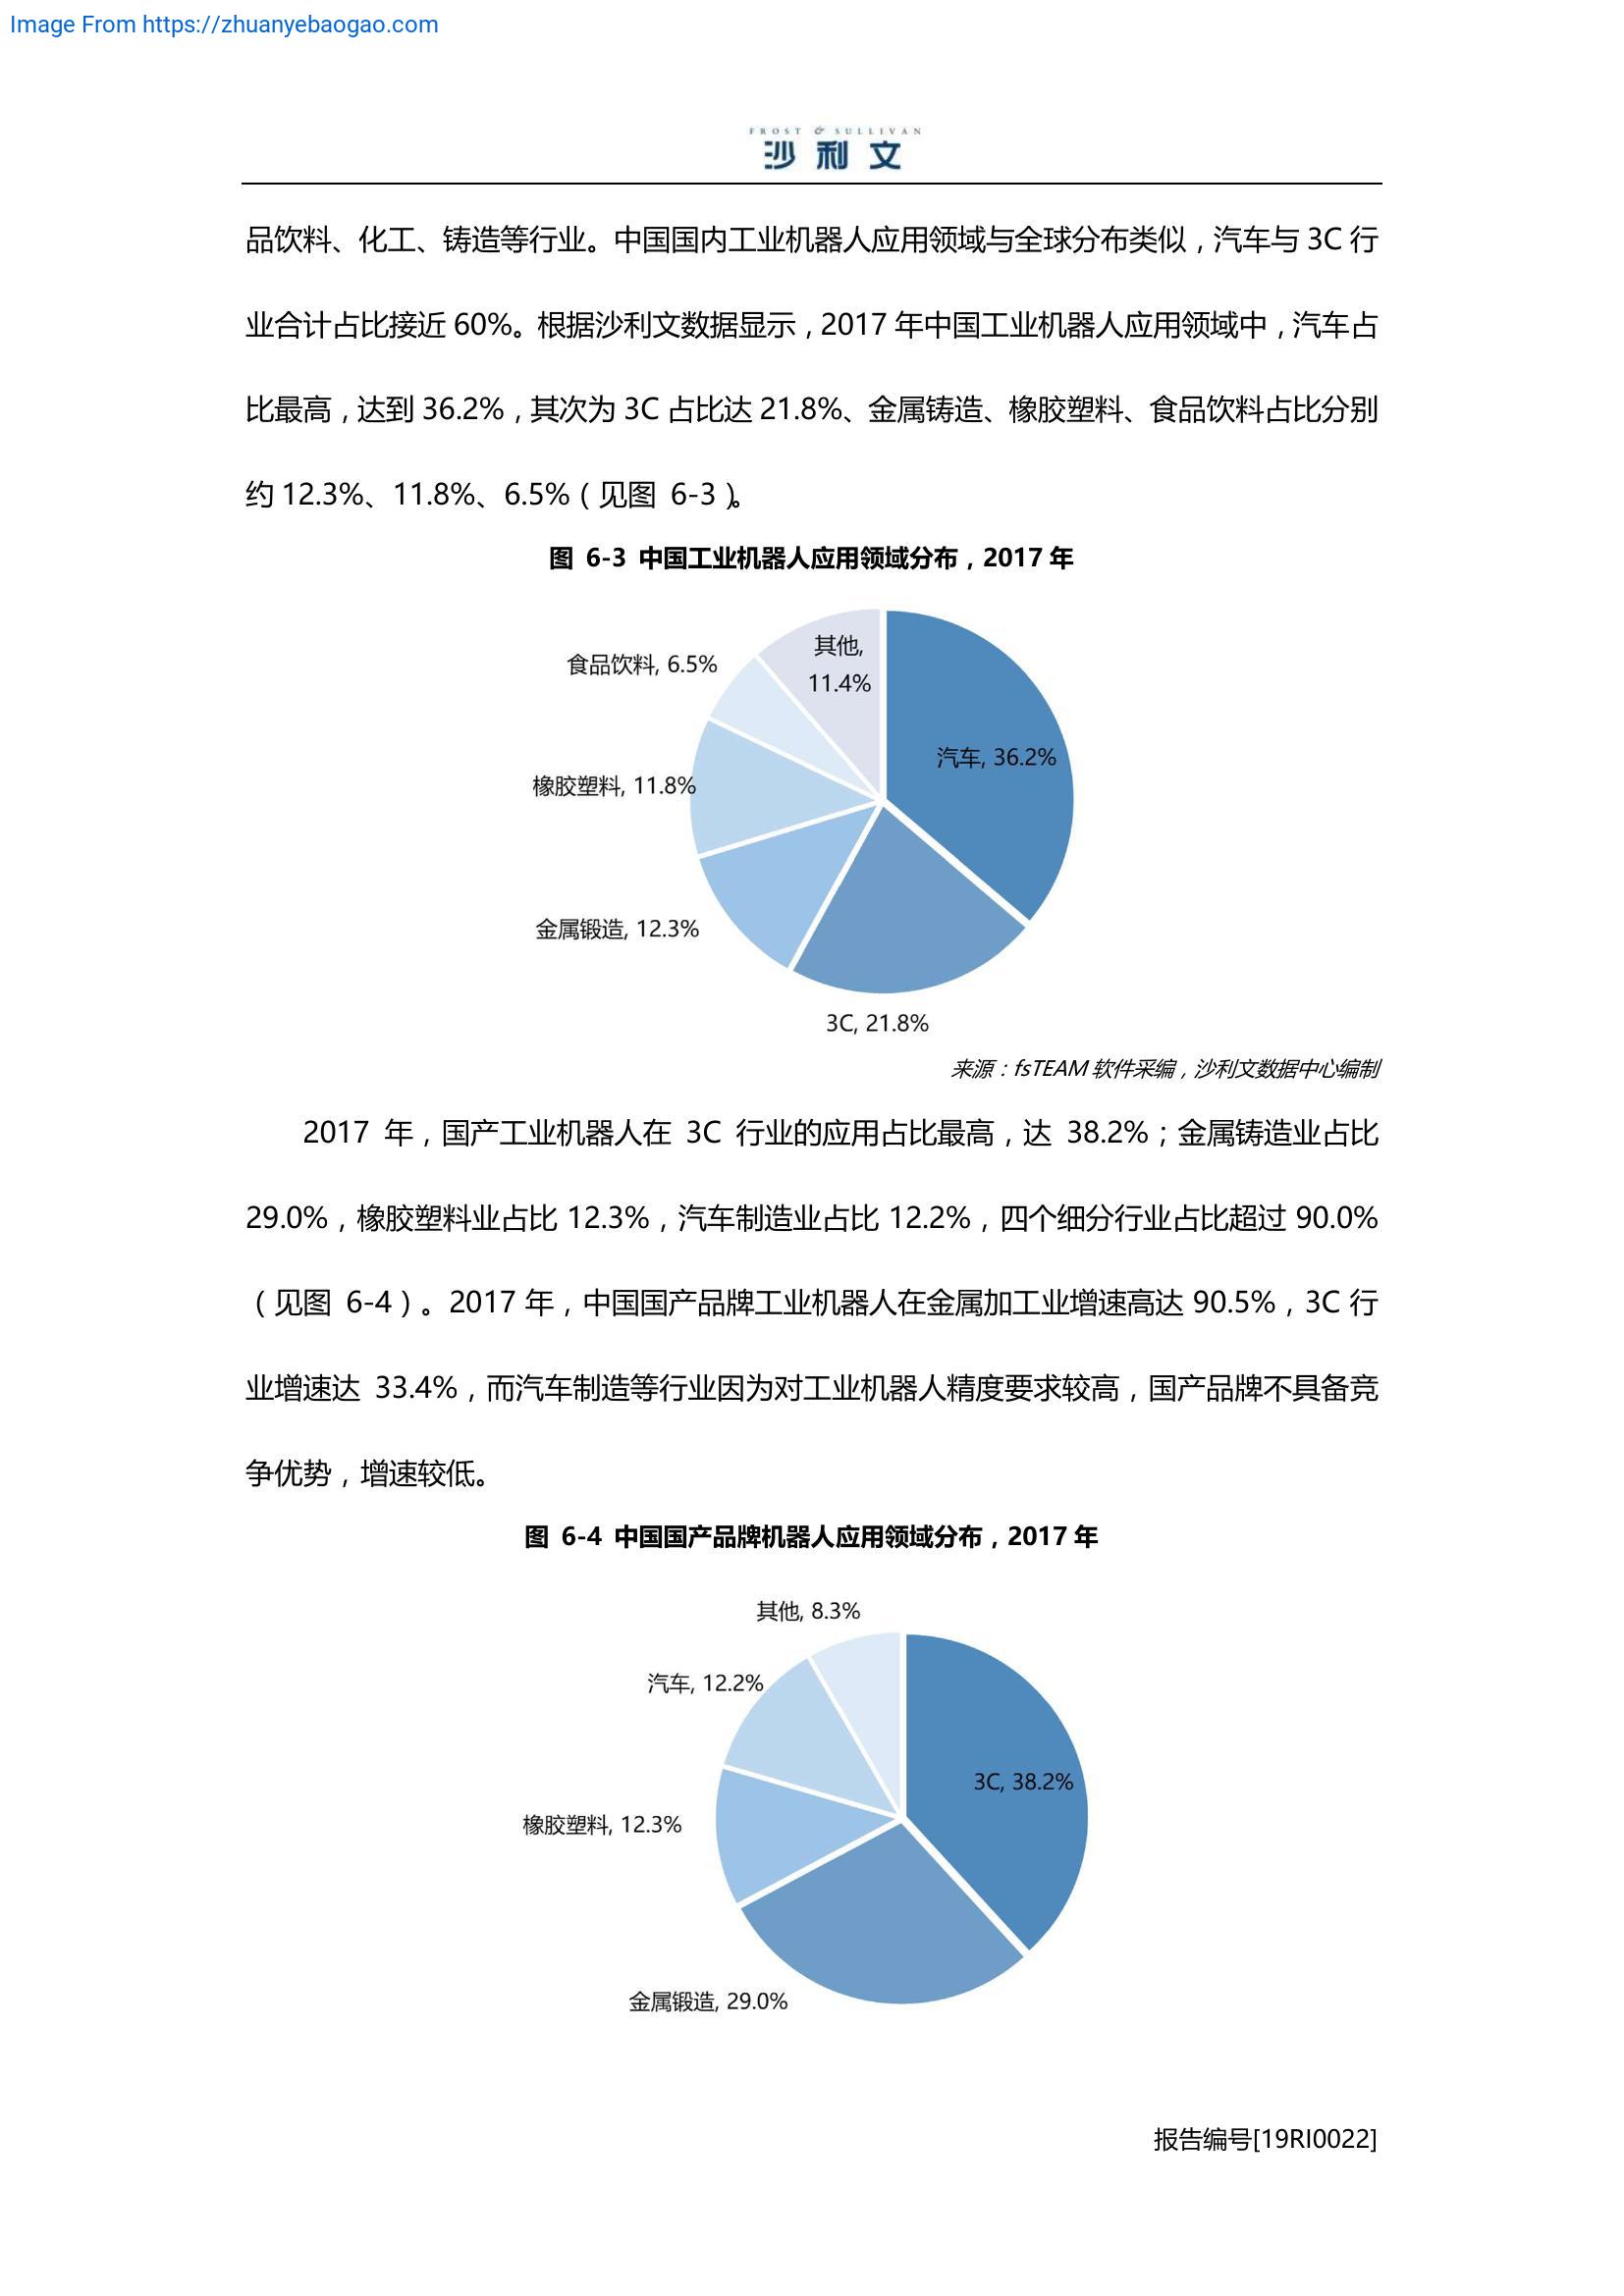 Image From https://zhuanyebaogao.com
FROST & SULLIVAN
沙利文
品饮料、化工、铸造等行业。中国国内工业机器人应用领域与全球分布类似，汽车与 3C 行
业合计占比接近 60%。根据沙利文数据显示，2017 年中国工业机器人应用领域中，汽车占
比最高，达到 36.2%，其次为 3C 占比达 21.8%、金属铸造、橡胶塑料、食品饮料占比分别
约 12.3%、11.8%、6.5%（见图 6-3）。
图 6-3 中国工业机器人应用领域分布，2017 年
其他,
11.4%
食品饮料, 6.5%
汽车, 36.2%
橡胶塑料, 11.8%
金属锻造, 12.3%
3C, 21.8%
来源：fsTEAM 软件采编，沙利文数据中心编制
2017 年，国产工业机器人在 3C 行业的应用占比最高，达 38.2%；金属铸造业占比
29.0%，橡胶塑料业占比 12.3%，汽车制造业占比 12.2%，四个细分行业占比超过 90.0%
（见图 6-4）。2017 年，中国国产品牌工业机器人在金属加工业增速高达 90.5%，3C 行
业增速达 33.4%，而汽车制造等行业因为对工业机器人精度要求较高，国产品牌不具备竞
争优势，增速较低。
图 6-4 中国国产品牌机器人应用领域分布，2017 年
其他, 8.3%
汽车, 12.2%
3C, 38.2%
橡胶塑料, 12.3%
金属锻造, 29.0%
报告编号[19RI0022]